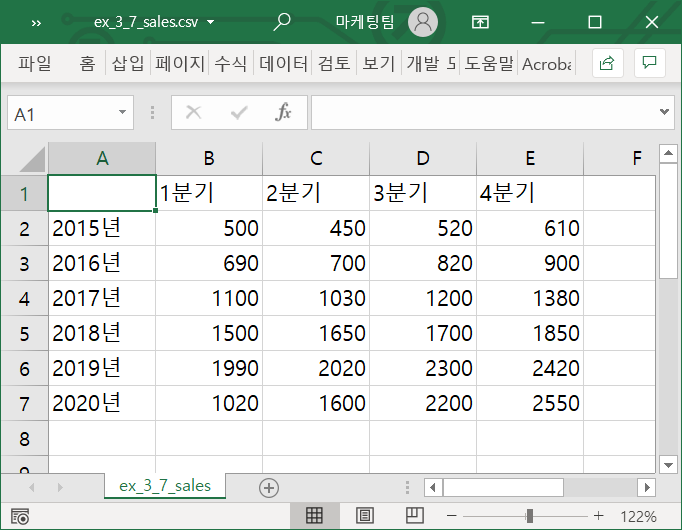 ›› ex_3_7_sales.csv 마케팅팀
파일 홈 삽입 페이지 수식 데이터 검토 보기 개발 도움말
A1 fx
A B C D E F
1 1분기 2분기 3분기 4분기
2 2015년 500 450 520 610
3 2016년 690 700 820 900
4 2017년 1100 1030 1200 1380
5 2018년 1500 1650 1700 1850
6 2019년 1990 2020 2300 2420
7 2020년 1020 1600 2200 2550
8
9
ex_3_7_sales
122%